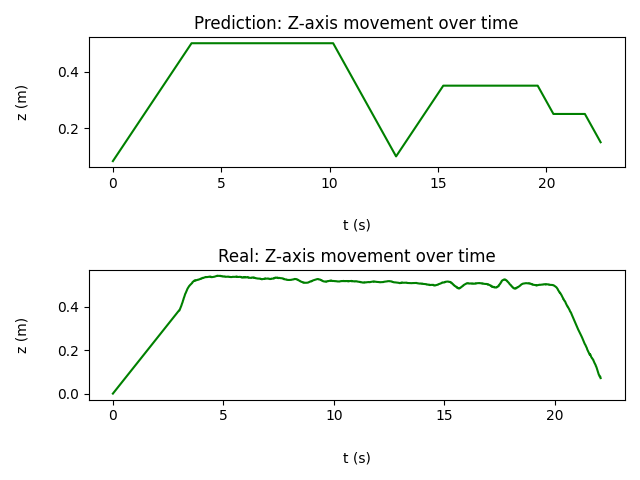 Prediction: Z-axis movement over time
0.4
0.2
z (m)
0 5 10 15 20
t (s)
Real: Z-axis movement over time
0.4
0.2
0.0
z (m)
0 5 10 15 20
t (s)